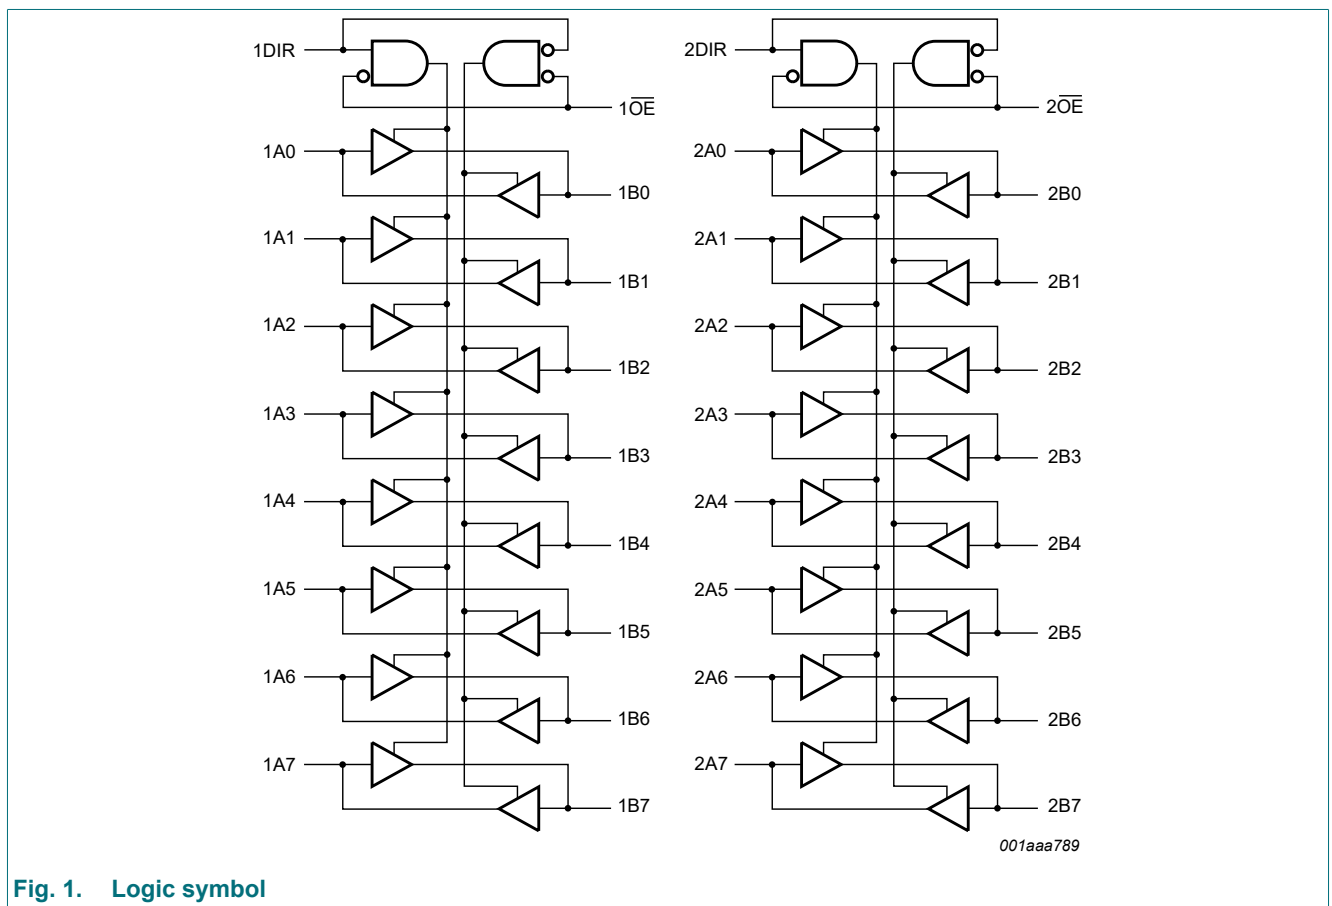 1DIR
1O̅E̅
1A0
1B0
1A1
1B1
1A2
1B2
1A3
1B3
1A4
1B4
1A5
1B5
1A6
1B6
1A7
1B7
2DIR
2O̅E̅
2A0
2B0
2A1
2B1
2A2
2B2
2A3
2B3
2A4
2B4
2A5
2B5
2A6
2B6
2A7
2B7
001aaa789
Fig. 1. Logic symbol